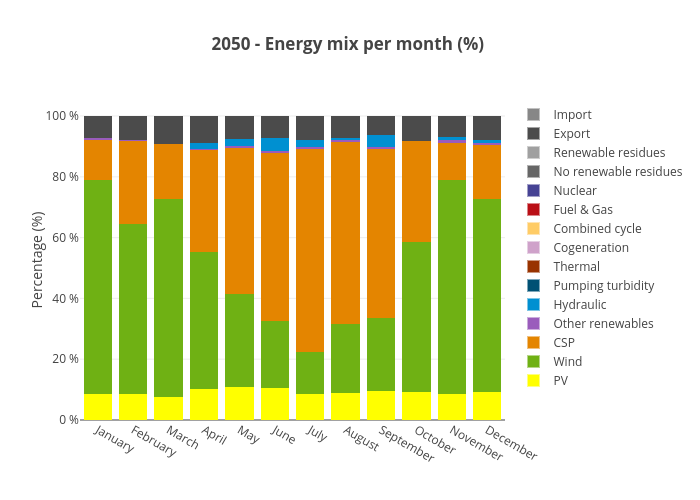 2050 - Energy mix per month (%)
100 %
80 %
60 %
40 %
20 %
0 %
Percentage (%)
January
February
March
April
May
June
July
August
September
October
November
December
Import
Export
Renewable residues
No renewable residues
Nuclear
Fuel & Gas
Combined cycle
Cogeneration
Thermal
Pumping turbidity
Hydraulic
Other renewables
CSP
Wind
PV